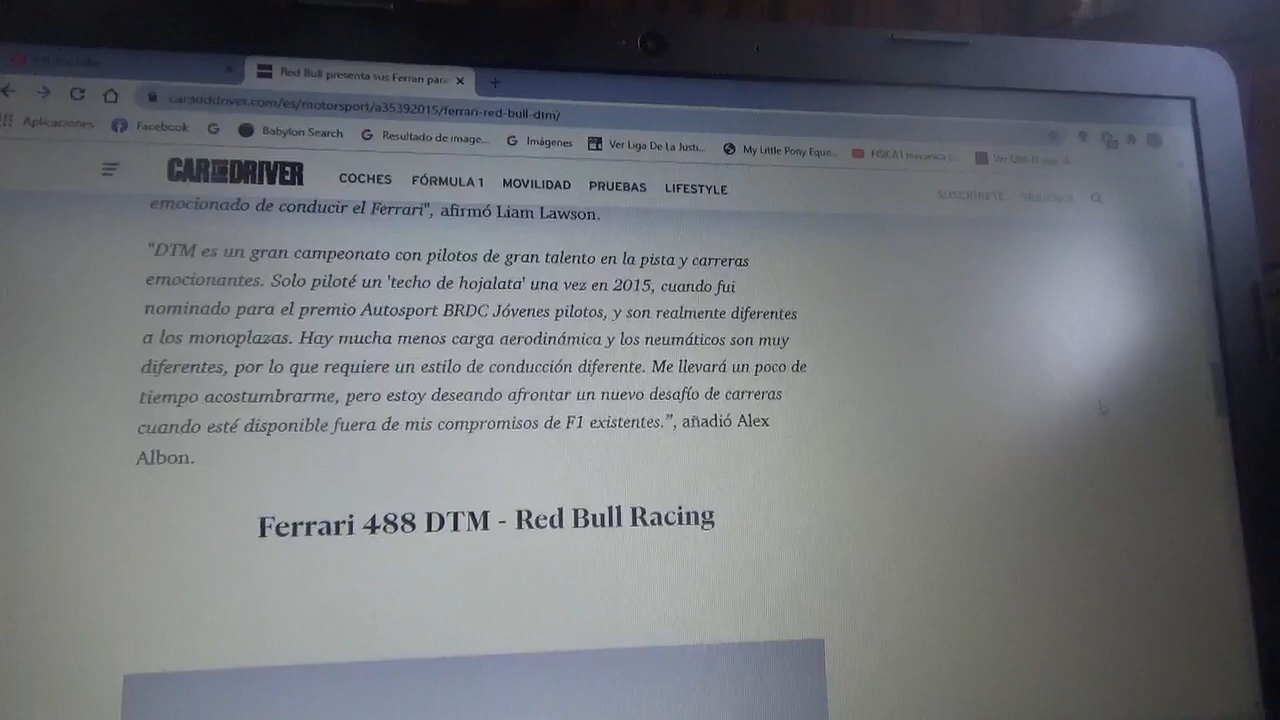 Red Bull presenta sus Ferrari par
caranddriver.com/es/motorsport/a35392015/ferrari-red-bull-dtm/
Aplicaciones Facebook Babylon Search Resultado de image... Imágenes Ver Liga De La Justi... My Little Pony Eque... FISICA I mecanica c...
CAR AND DRIVER COCHES FÓRMULA 1 MOVILIDAD PRUEBAS LIFESTYLE SUSCRÍBETE
emocionado de conducir el Ferrari", afirmó Liam Lawson.
"DTM es un gran campeonato con pilotos de gran talento en la pista y carreras
emocionantes. Solo piloté un 'techo de hojalata' una vez en 2015, cuando fui
nominado para el premio Autosport BRDC Jóvenes pilotos, y son realmente diferentes
a los monoplazas. Hay mucha menos carga aerodinámica y los neumáticos son muy
diferentes, por lo que requiere un estilo de conducción diferente. Me llevará un poco de
tiempo acostumbrarme, pero estoy deseando afrontar un nuevo desafío de carreras
cuando esté disponible fuera de mis compromisos de F1 existentes.", añadió Alex
Albon.
Ferrari 488 DTM - Red Bull Racing